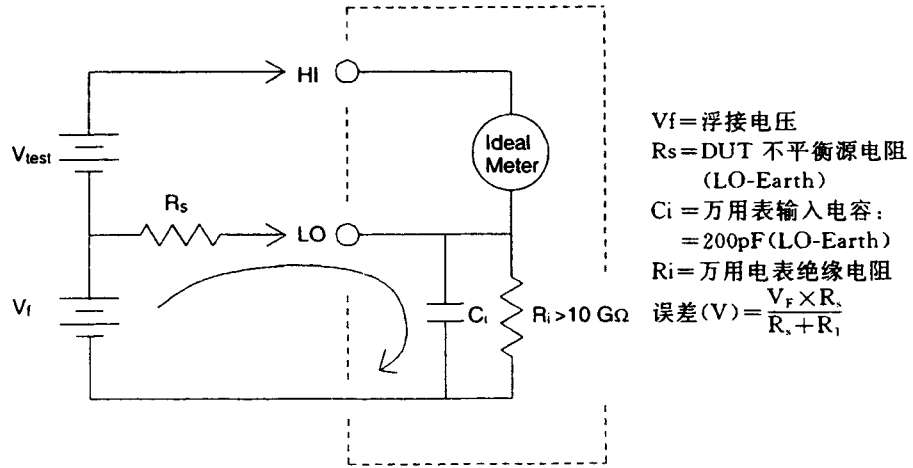 HI
Ideal
Meter
Vtest
Rs
LO
Vf
Ci
Ri>10 GΩ
Vf=浮接电压
Rs=DUT 不平衡源电阻
(LO-Earth)
Ci=万用表输入电容:
=200pF(LO-Earth)
Ri=万用电表绝缘电阻
误差(V)=VF×Rs/Rs+R1